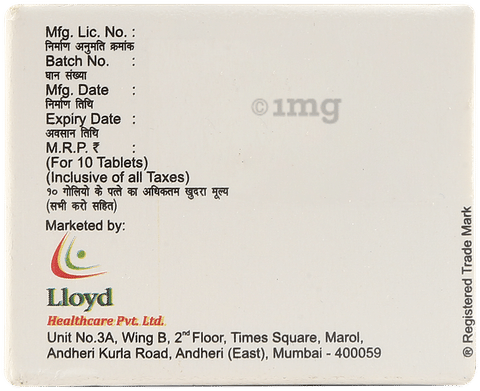 Mfg. Lic. No. :
निर्माण अनुमति क्रमांक
Batch No. :
घान संख्या
Mfg. Date :
निर्माण तिथि
Expiry Date :
अवसान तिथि
M.R.P. ₹ :
(For 10 Tablets)
(Inclusive of all Taxes)
१० गोलियो के पत्ते का अधिकतम खुदरा मूल्य
(सभी करो सहित)
Marketed by:
Lloyd
Healthcare Pvt. Ltd.
Unit No.3A, Wing B, 2nd Floor, Times Square, Marol,
Andheri Kurla Road, Andheri (East), Mumbai - 400059
® Registered Trade Mark
©1mg